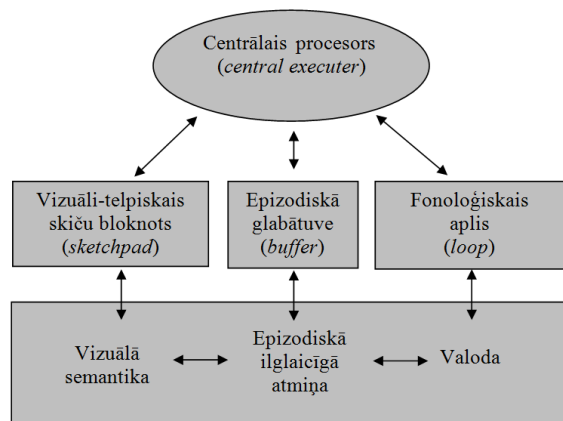 Centrālais procesors
(central executer)
Vizuāli-telpiskais
skiču bloknots
(sketchpad)
Epizodiskā
glabātuve
(buffer)
Fonoloģiskais
aplis
(loop)
Vizuālā
semantika
Epizodiskā
ilglaicīgā
atmiņa
Valoda